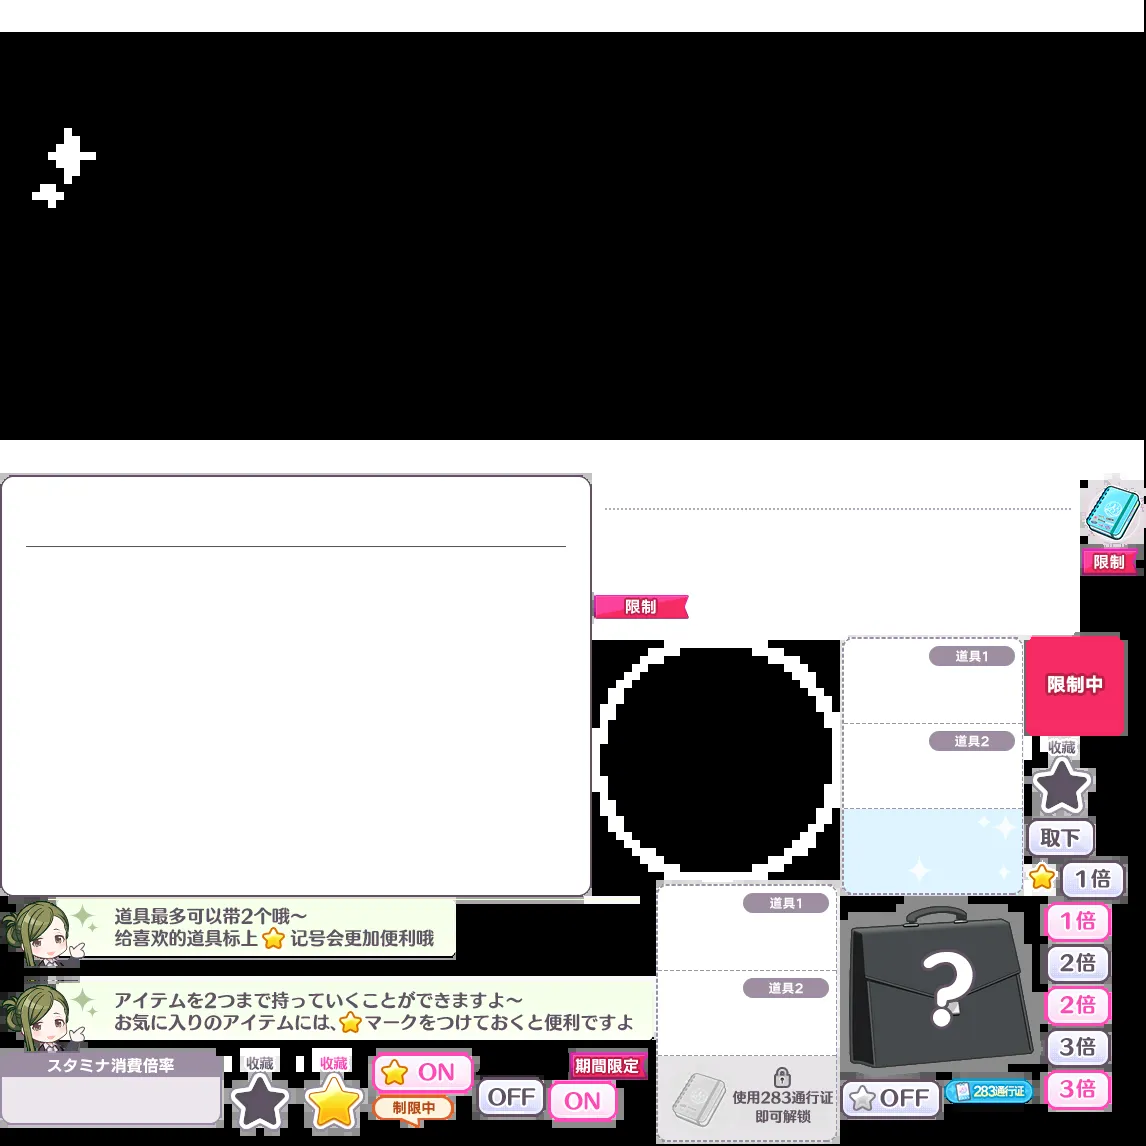 限制
限制
道具1
限制中
道具2
收藏
取下
1倍
道具最多可以带2个哦～
给喜欢的道具标上
记号会更加便利哦
道具1
1倍
2倍
アイテムを2つまで持っていくことができますよ～
お気に入りのアイテムには、
マークをつけておくと便利ですよ
道具2
2倍
3倍
スタミナ消費倍率
收藏
收藏
ON
制限中
OFF
期間限定
ON
使用283通行证
即可解锁
?
OFF
283通行证
3倍